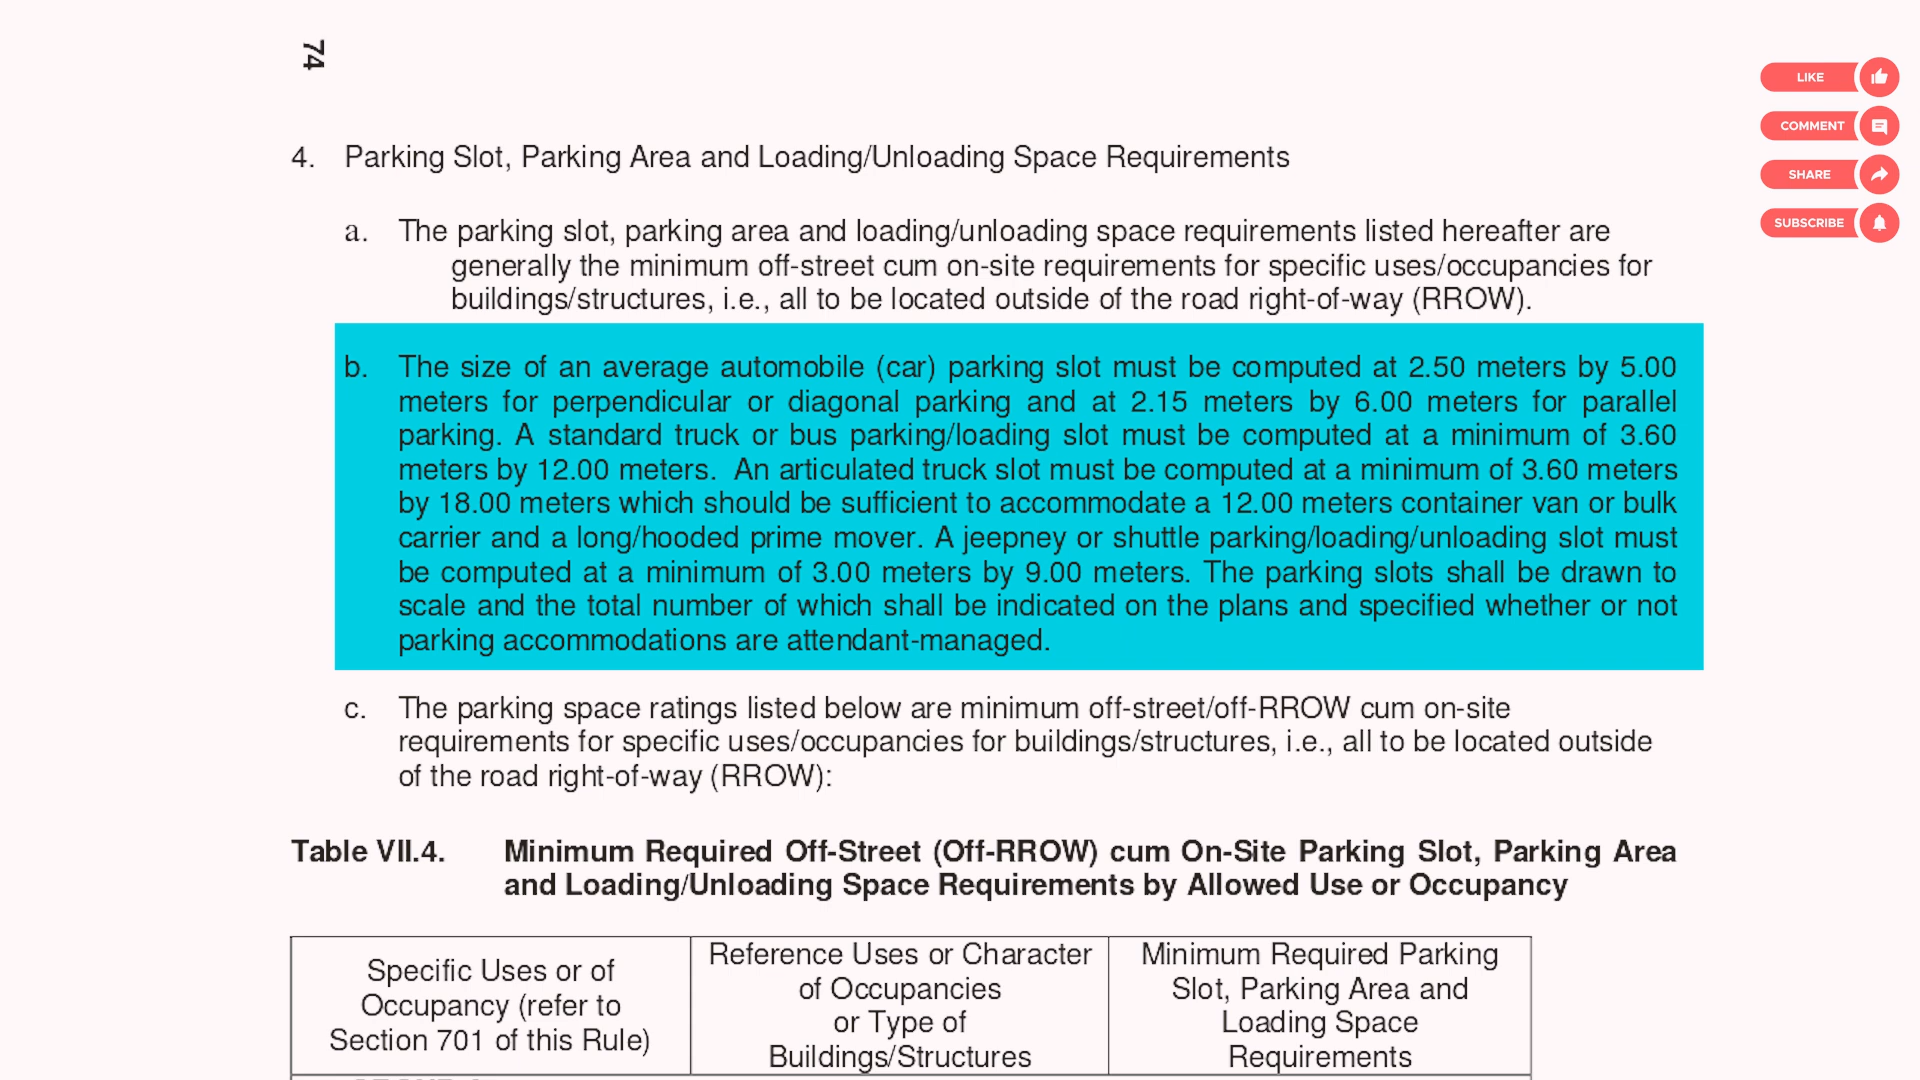 74
4. Parking Slot, Parking Area and Loading/Unloading Space Requirements
a. The parking slot, parking area and loading/unloading space requirements listed hereafter are
generally the minimum off-street cum on-site requirements for specific uses/occupancies for
buildings/structures, i.e., all to be located outside of the road right-of-way (RROW).
b. The size of an average automobile (car) parking slot must be computed at 2.50 meters by 5.00
meters for perpendicular or diagonal parking and at 2.15 meters by 6.00 meters for parallel
parking. A standard truck or bus parking/loading slot must be computed at a minimum of 3.60
meters by 12.00 meters. An articulated truck slot must be computed at a minimum of 3.60 meters
by 18.00 meters which should be sufficient to accommodate a 12.00 meters container van or bulk
carrier and a long/hooded prime mover. A jeepney or shuttle parking/loading/unloading slot must
be computed at a minimum of 3.00 meters by 9.00 meters. The parking slots shall be drawn to
scale and the total number of which shall be indicated on the plans and specified whether or not
parking accommodations are attendant-managed.
c. The parking space ratings listed below are minimum off-street/off-RROW cum on-site
requirements for specific uses/occupancies for buildings/structures, i.e., all to be located outside
of the road right-of-way (RROW):
Table VII.4. Minimum Required Off-Street (Off-RROW) cum On-Site Parking Slot, Parking Area
and Loading/Unloading Space Requirements by Allowed Use or Occupancy
Specific Uses or of
Occupancy (refer to
Section 701 of this Rule)
Reference Uses or Character
of Occupancies
or Type of
Buildings/Structures
Minimum Required Parking
Slot, Parking Area and
Loading Space
Requirements
LIKE
COMMENT
SHARE
SUBSCRIBE